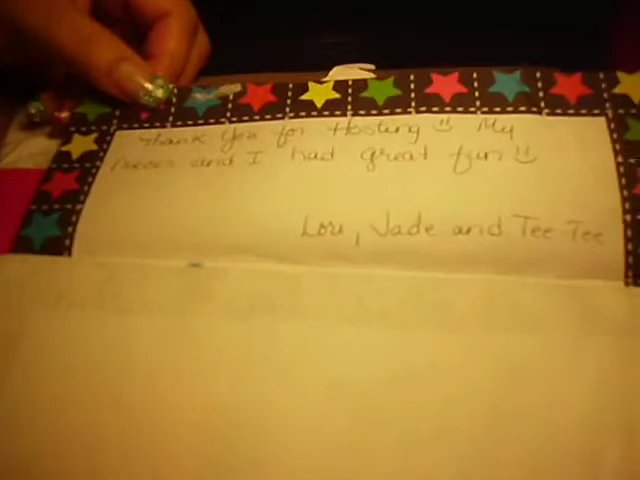 Thank You for Hosting My
nieces and I had great fun
Lori, Jade and Tee-Tee